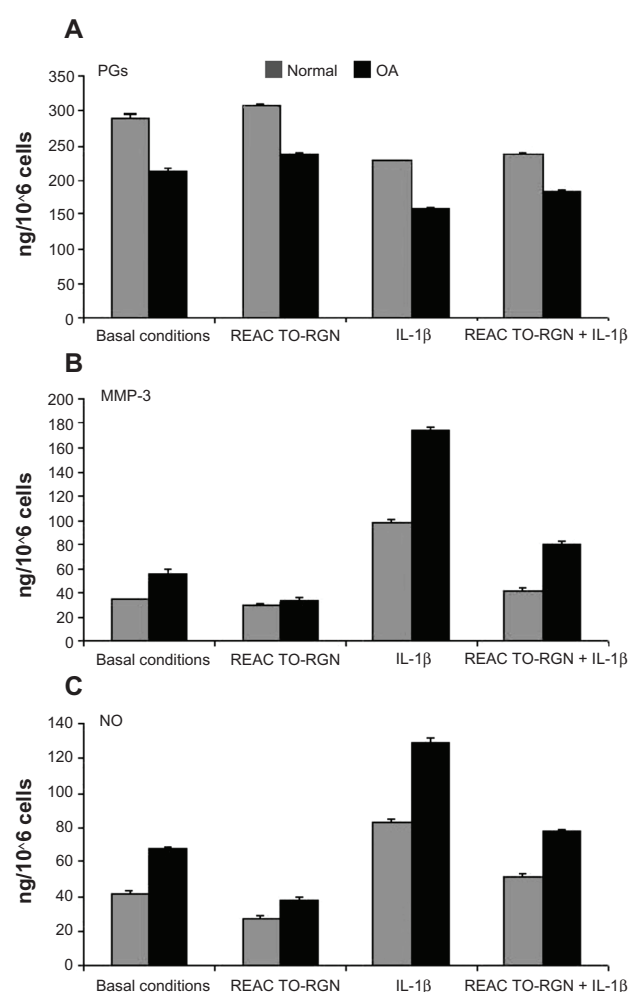 A
PGs
Normal OA
350
300
250
200
150
100
50
0
ng/10^6 cells
Basal conditions REAC TO-RGN IL-1β REAC TO-RGN + IL-1β
B
MMP-3
200
180
160
140
120
100
80
60
40
20
0
ng/10^6 cells
Basal conditions REAC TO-RGN IL-1β REAC TO-RGN + IL-1β
C
NO
140
120
100
80
60
40
20
0
ng/10^6 cells
Basal conditions REAC TO-RGN IL-1β REAC TO-RGN + IL-1β